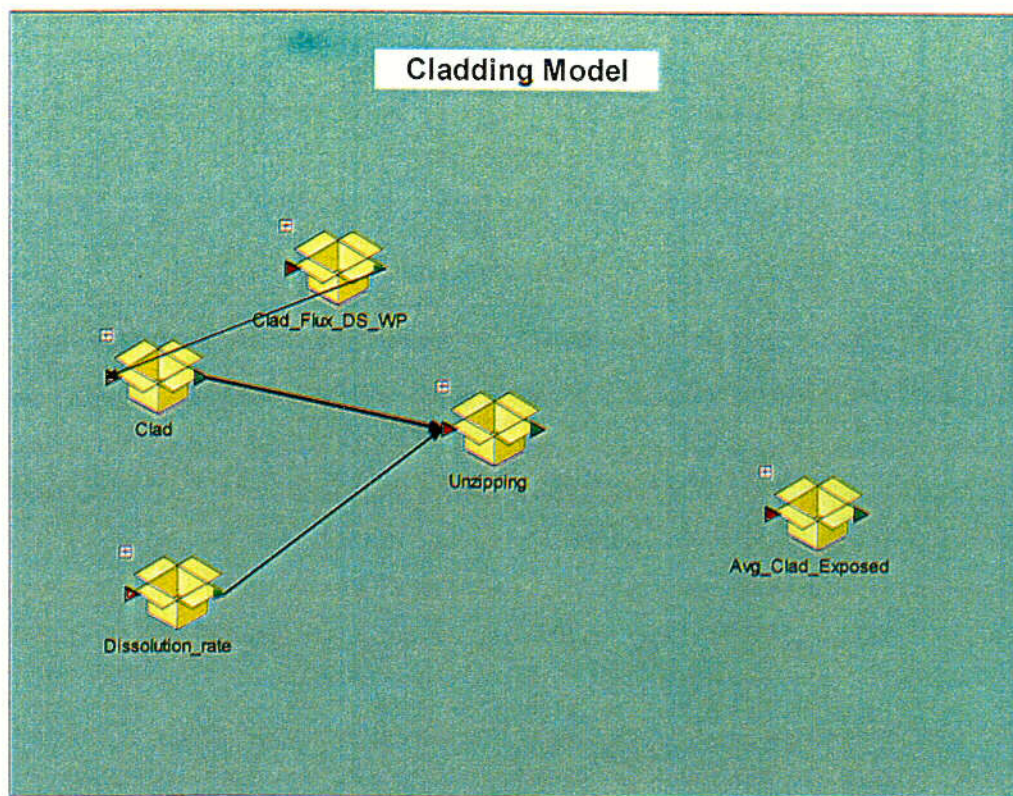 Cladding Model
Clad_Flux_DS_WP
Clad
Unzipping
Avg_Clad_Exposed
Dissolution_rate